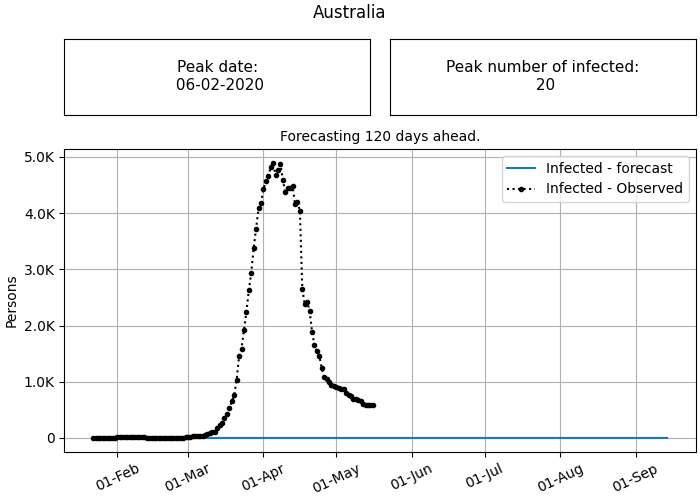 Australia
Peak date:
06-02-2020
Peak number of infected:
20
Forecasting 120 days ahead.
Infected - forecast
Infected - Observed
5.0K
4.0K
3.0K
2.0K
1.0K
0
Persons
01-Feb
01-Mar
01-Apr
01-May
01-Jun
01-Jul
01-Aug
01-Sep